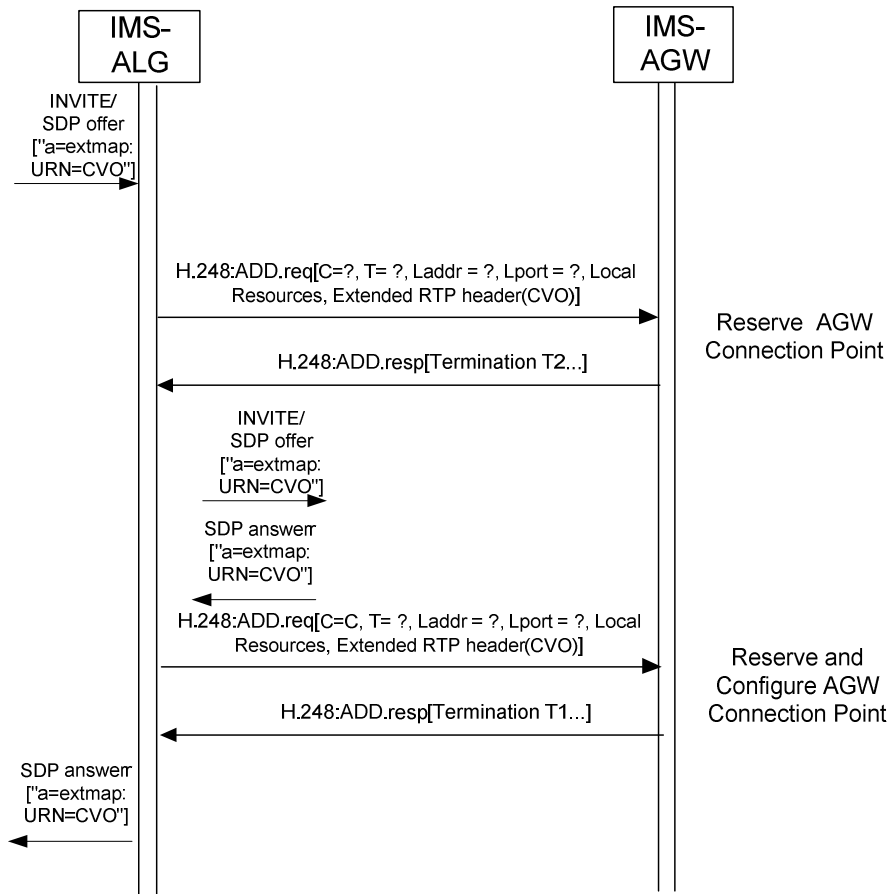 IMS-
ALG
IMS-
AGW
INVITE/
SDP offer
["a=extmap:
URN=CVO"]
H.248:ADD.req[C=?, T= ?, Laddr = ?, Lport = ?, Local
Resources, Extended RTP header(CVO)]
Reserve AGW
Connection Point
H.248:ADD.resp[Termination T2...]
INVITE/
SDP offer
["a=extmap:
URN=CVO"]
SDP answerr
["a=extmap:
URN=CVO"]
H.248:ADD.req[C=C, T= ?, Laddr = ?, Lport = ?, Local
Resources, Extended RTP header(CVO)]
Reserve and
Configure AGW
Connection Point
H.248:ADD.resp[Termination T1...]
SDP answerr
["a=extmap:
URN=CVO"]